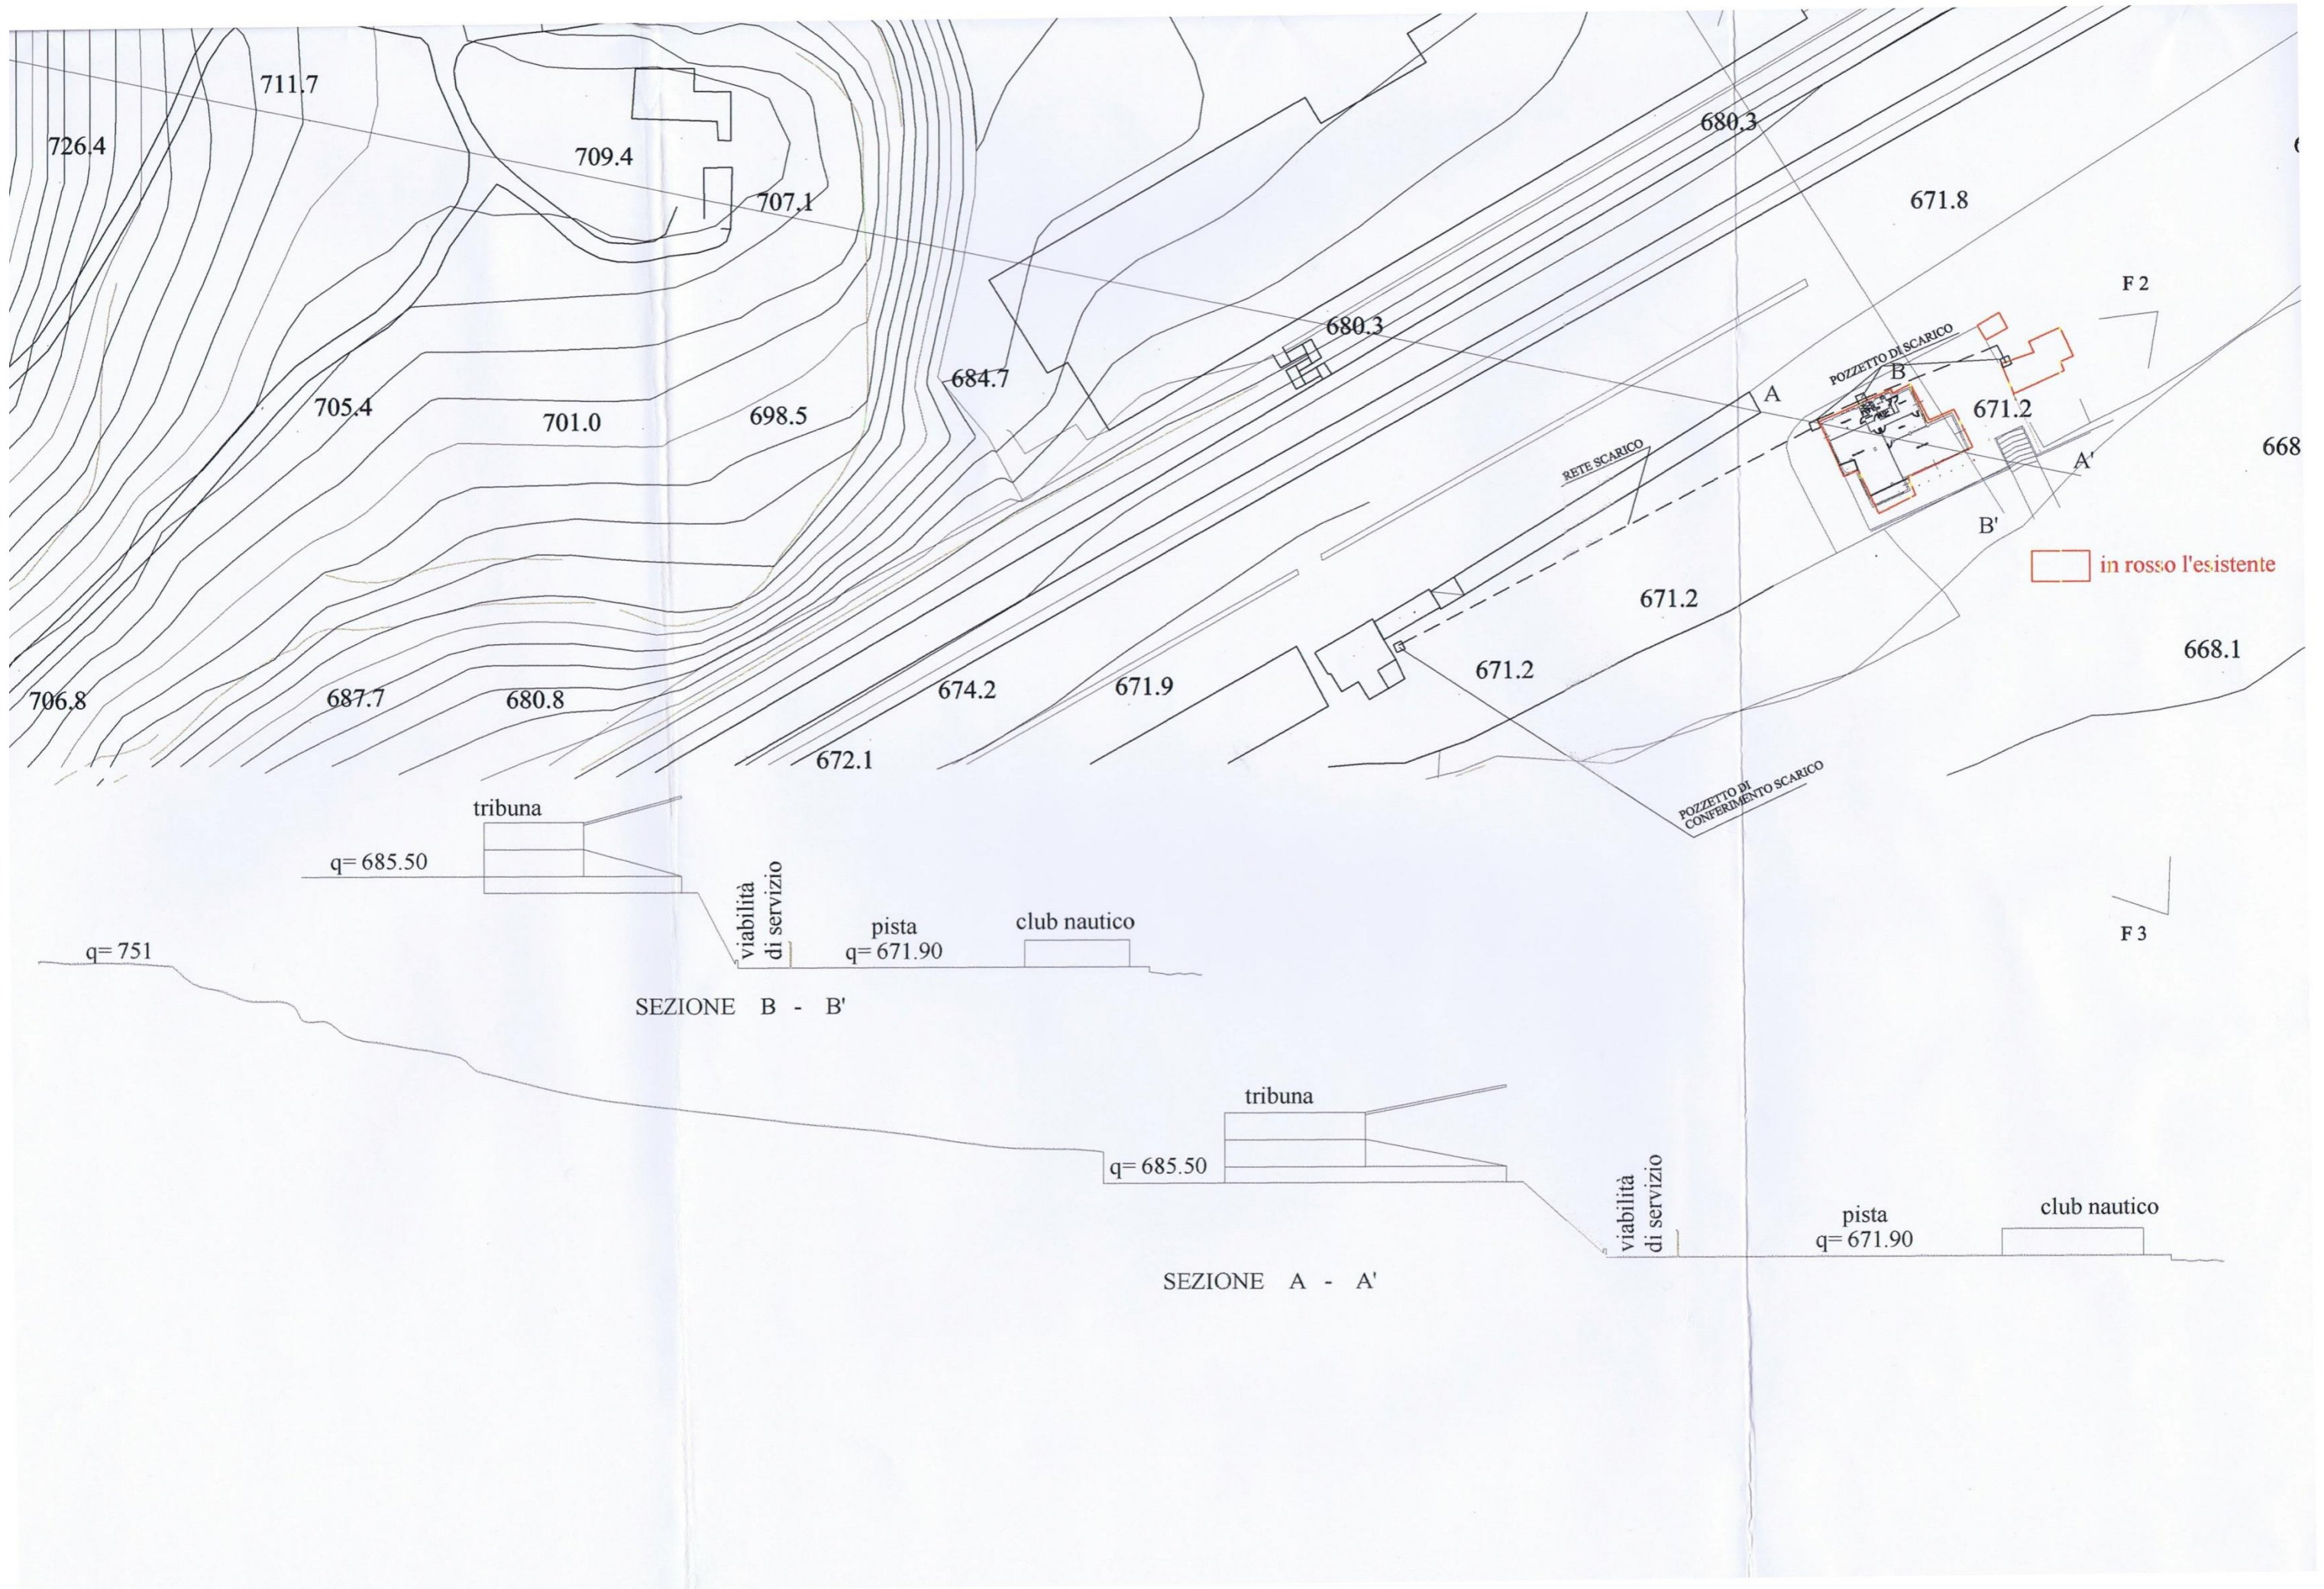 711.7
726.4
709.4
707.1
680.3
671.8
F 2
680.3
POZZETTO DI SCARICO
B
684.7
A
705.4
701.0
698.5
671.2
RETE SCARICO
668
A'
B'
in rosso l'esistente
671.2
668.1
671.2
706.8
687.7
680.8
674.2
671.9
672.1
POZZETTO DI
CONFERIMENTO SCARICO
tribuna
q= 685.50
viabilità
di servizio
pista
q= 671.90
club nautico
F 3
q= 751
SEZIONE B - B'
tribuna
q= 685.50
viabilità
di servizio
pista
q= 671.90
club nautico
SEZIONE A - A'